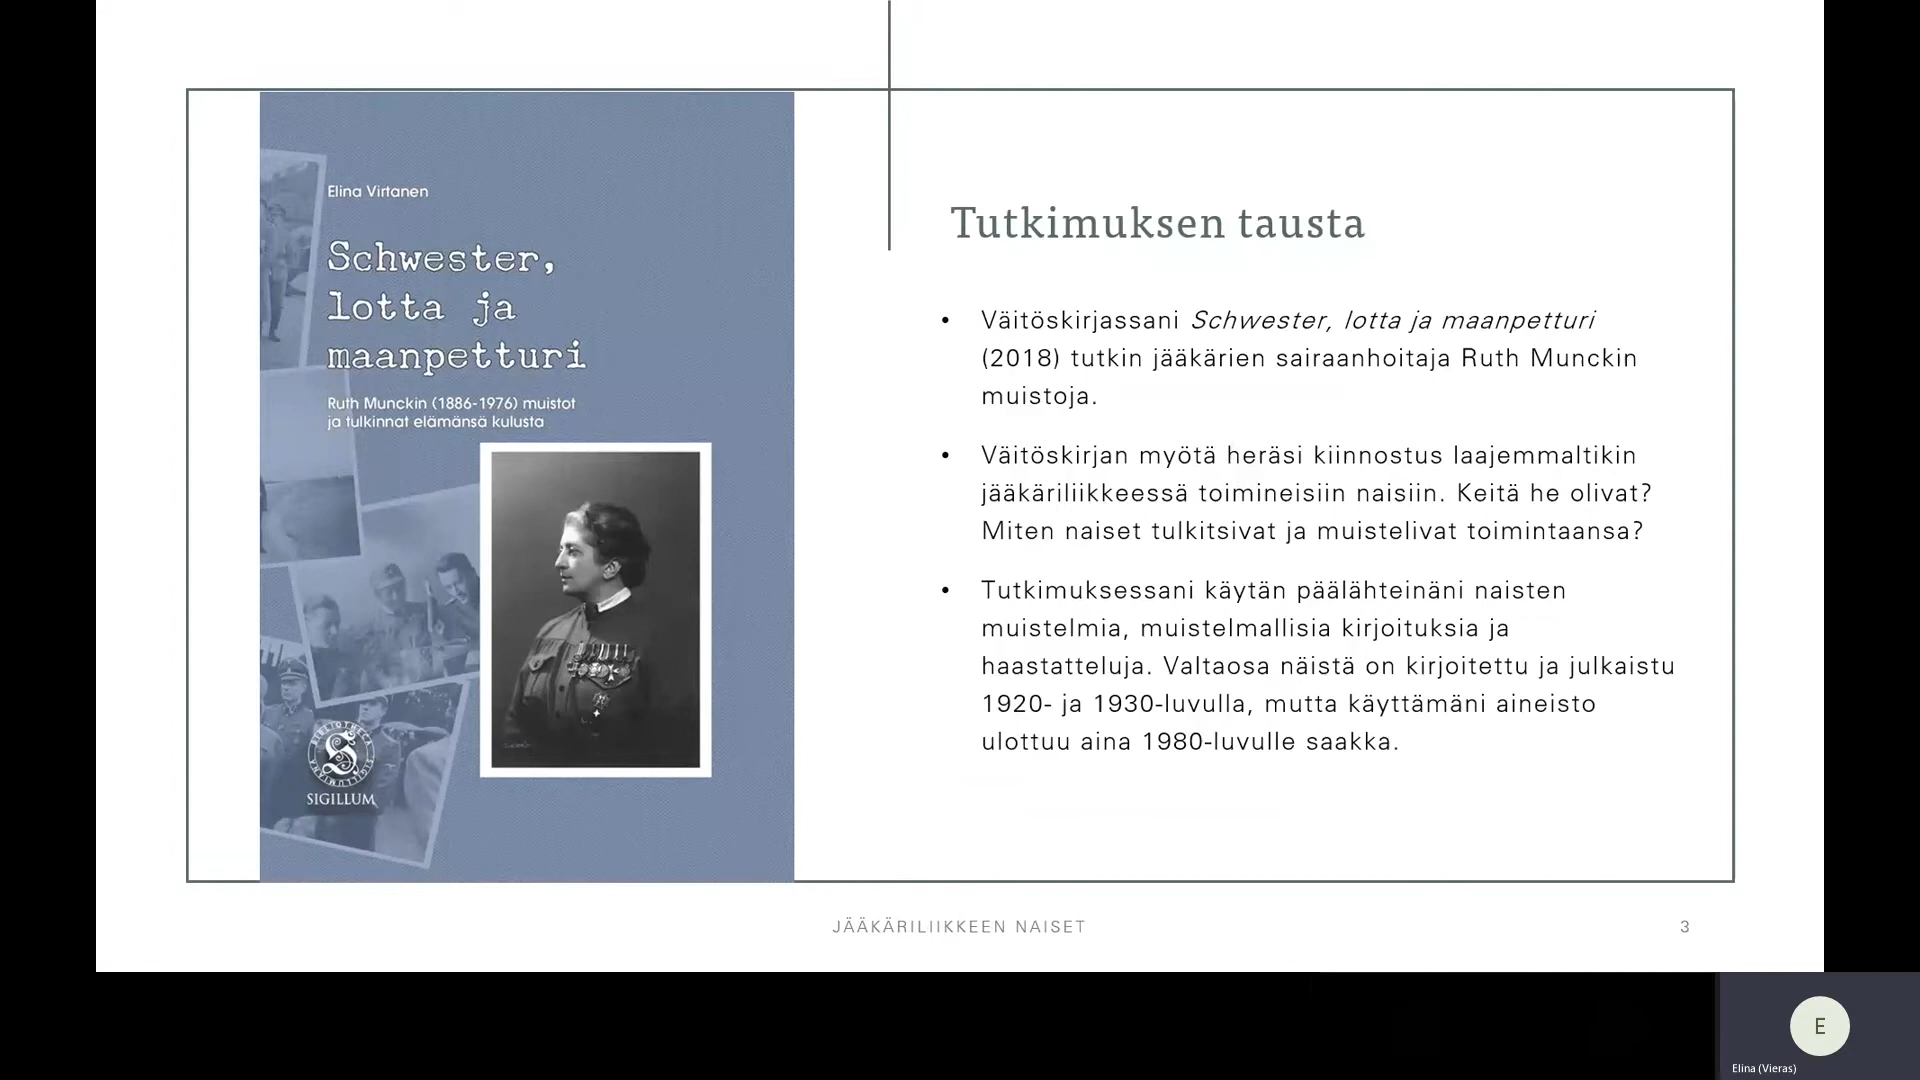 Elina Virtanen
Schwester,
lotta ja
maanpetturi
Ruth Munckin (1886-1976) muistot
ja tulkinnat elämänsä kulusta
BIBLIOTHECA SIGILLUMIANA
SIGILLUM
Tutkimuksen tausta
• Väitöskirjassani Schwester, lotta ja maanpetturi
(2018) tutkin jääkärien sairaanhoitaja Ruth Munckin
muistoja.
• Väitöskirjan myötä heräsi kiinnostus laajemmaltikin
jääkäriliikkeessä toimineisiin naisiin. Keitä he olivat?
Miten naiset tulkitsivat ja muistelivat toimintaansa?
• Tutkimuksessani käytän päälähteinäni naisten
muistelmia, muistelmallisia kirjoituksia ja
haastatteluja. Valtaosa näistä on kirjoitettu ja julkaistu
1920- ja 1930-luvulla, mutta käyttämäni aineisto
ulottuu aina 1980-luvulle saakka.
JÄÄKÄRILIIKKEEN NAISET
3
E
Elina (Vieras)